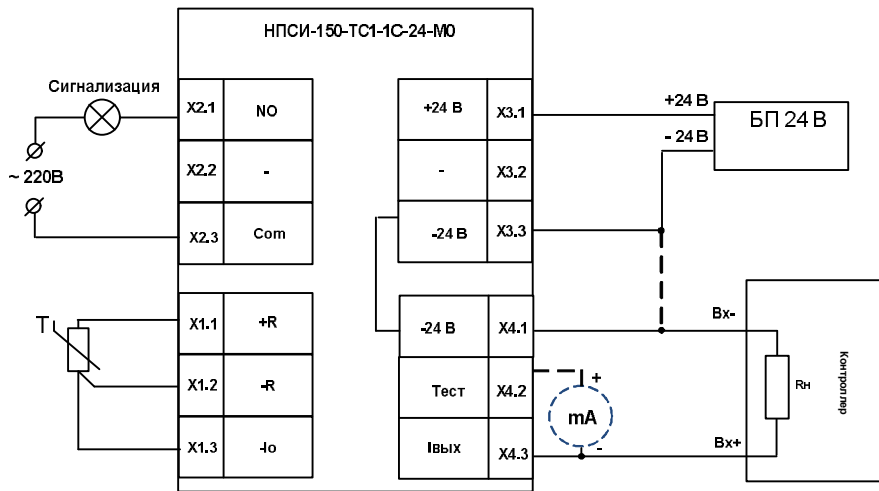 НПСИ-150-ТС1-1С-24-М0
Сигнализация
~ 220В
X2.1 NO
X2.2 -
X2.3 Com
+24 В X3.1
- X3.2
-24 В X3.3
+24 В
- 24 В
БП 24 В
T
X1.1 +R
X1.2 -R
X1.3 -Io
-24 В X4.1
Тест X4.2
Iвых X4.3
+
mA
-
Вх-
Вх+
Rн
Контроллер